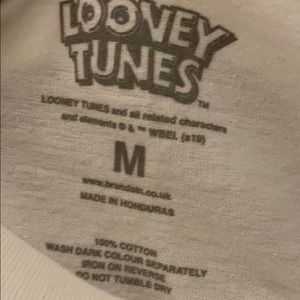 LOONEY
TUNES
™
LOONEY TUNES and all related characters
and elements © & ™ WBEI. (s19)
M
www.brandsin.co.uk
MADE IN HONDURAS
100% COTTON
WASH DARK COLOUR SEPARATELY
IRON ON REVERSE
DO NOT TUMBLE DRY